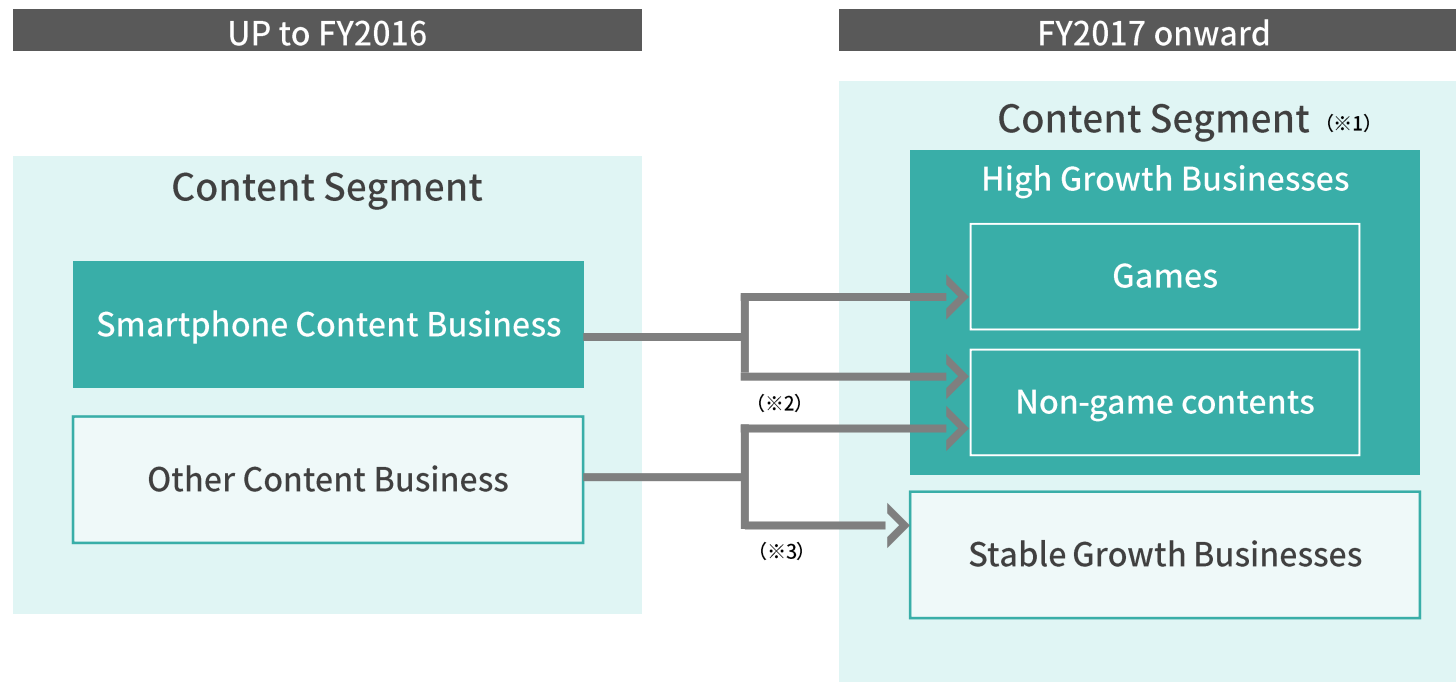 UP to FY2016
FY2017 onward
Content Segment
Smartphone Content Business
Other Content Business
(※2)
(※3)
Content Segment (※1)
High Growth Businesses
Games
Non-game contents
Stable Growth Businesses